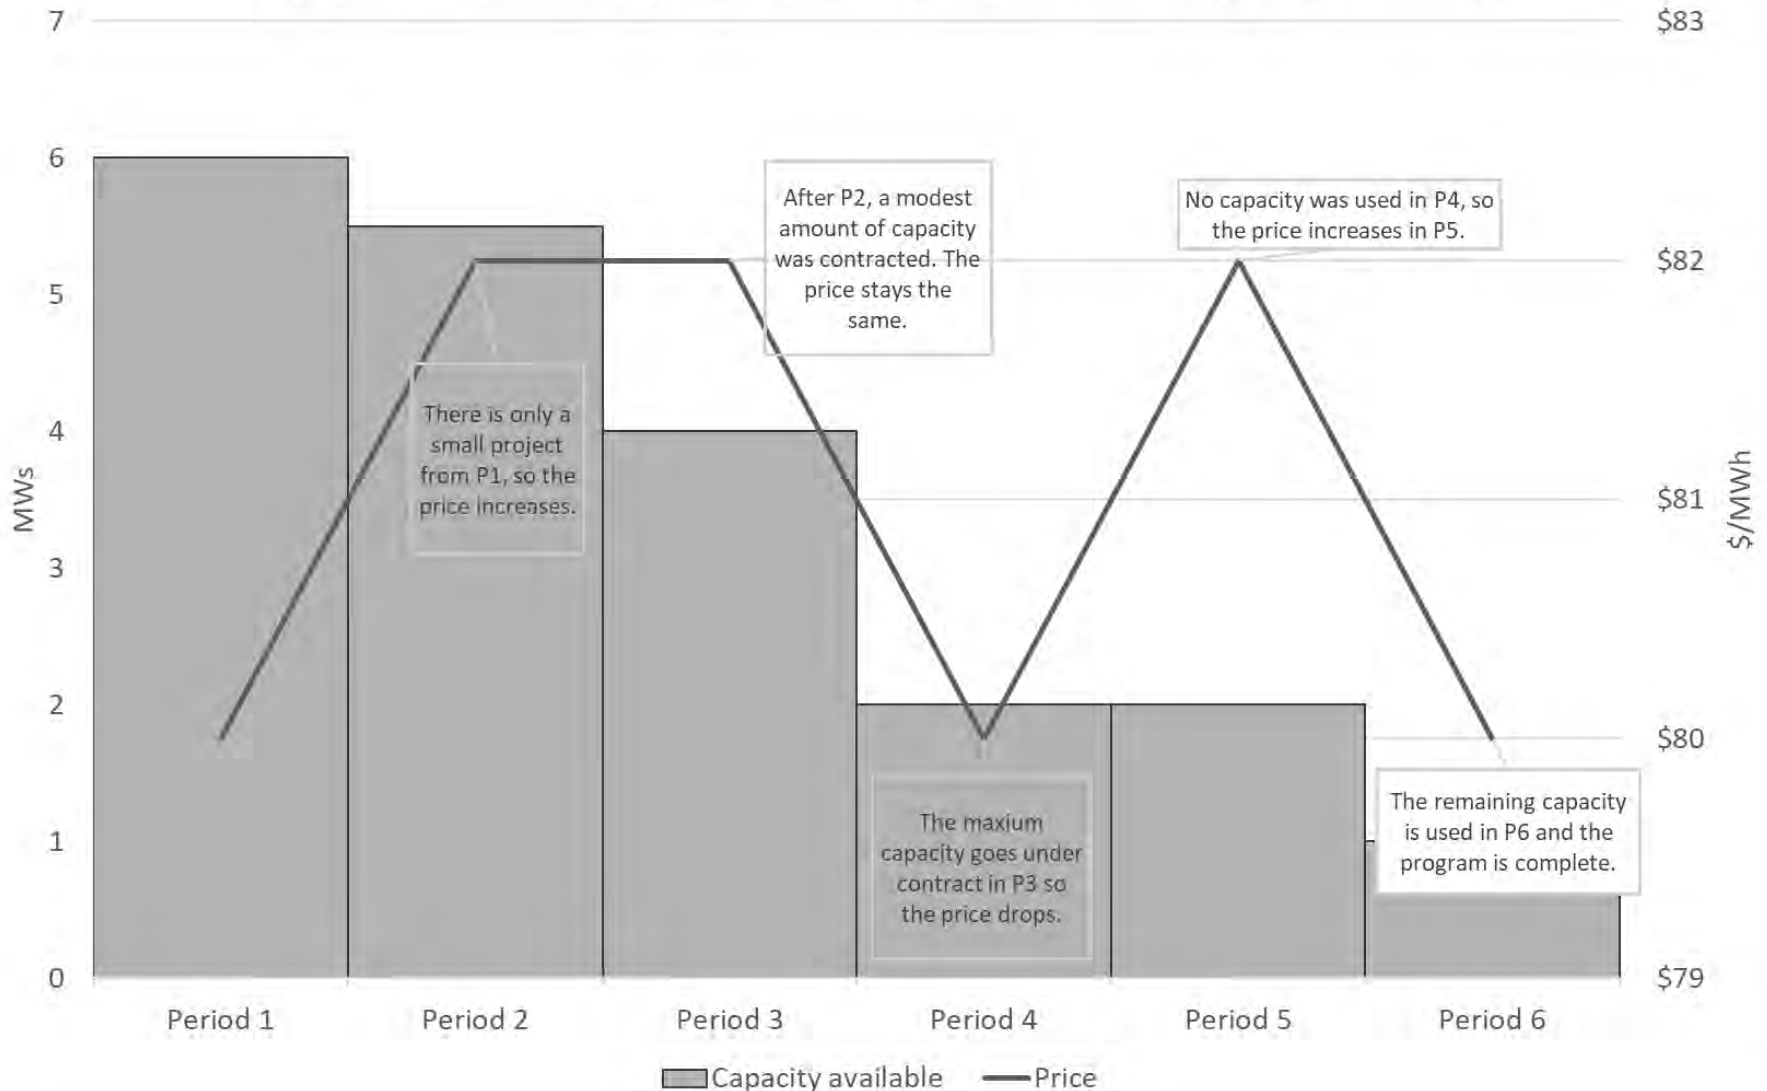 7
6
5
4
3
2
1
0
MWs
$83
$82
$81
$80
$79
$/MWh
After P2, a modest
amount of capacity
was contracted. The
price stays the
same.
No capacity was used in P4, so
the price increases in P5.
There is only a
small project
from P1, so the
price increases.
The maxium
capacity goes under
contract in P3 so
the price drops.
The remaining capacity
is used in P6 and the
program is complete.
Period 1
Period 2
Period 3
Period 4
Period 5
Period 6
Capacity available
Price